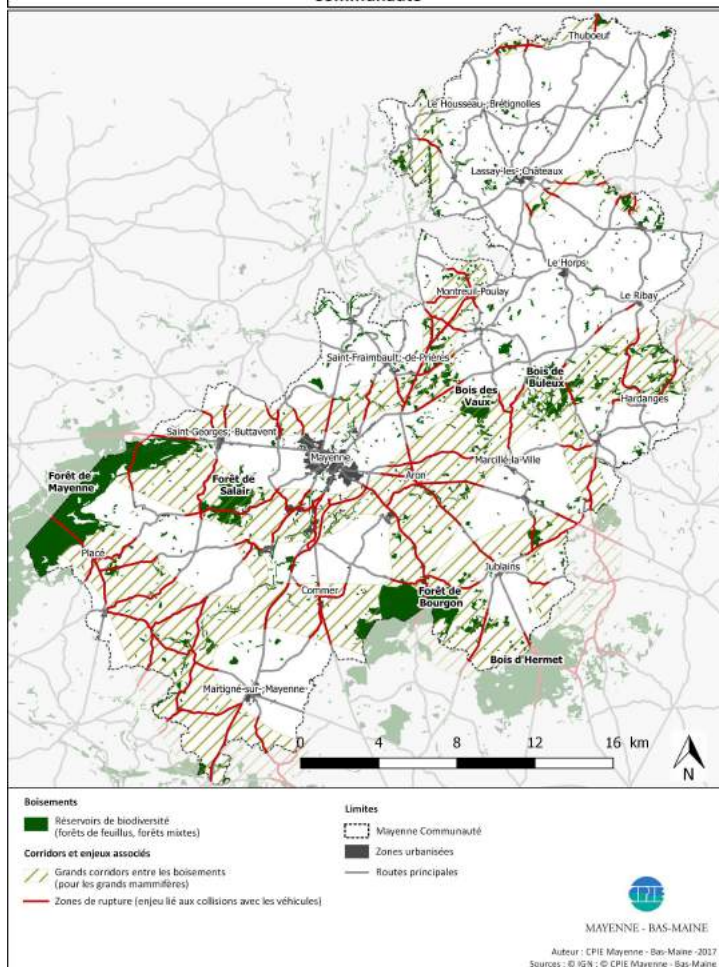 communauté
Thuboeuf
Le Housseau-;Brétignolles
Lassay-les-;Châteaux
Le Horps
Le Ribay
Montreuil-Poulay
Saint-Fraimbault;-de-Prières
Bois des
Vaux
Bois de
Buleux
Hardanges
Saint-Georges;-Buttavent
Mayenne
Aron
Marcillé-la-Ville
Forêt de
Mayenne
Forêt de
Salair
Placé
Commer
Jublains
Forêt de
Bourgon
Bois d'Hermet
Martigné-sur-;Mayenne
0 4 8 12 16 km
N
Boisements
Réservoirs de biodiversité
(forêts de feuillus, forêts mixtes)
Corridors et enjeux associés
Grands corridors entre les boisements
(pour les grands mammifères)
Zones de rupture (enjeu lié aux collisions avec les véhicules)
Limites
Mayenne Communauté
Zones urbanisées
Routes principales
CPIE
MAYENNE - BAS-MAINE
Auteur : CPIE Mayenne - Bas-Maine -2017
Sources : © IGN ; © CPIE Mayenne - Bas-Maine